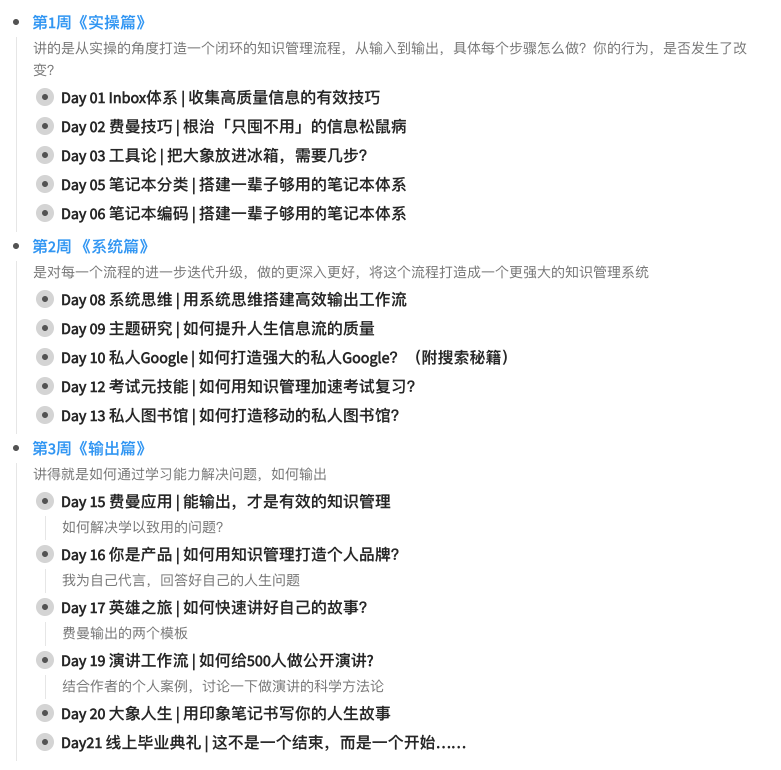 第1周《实操篇》
讲的是从实操的角度打造一个闭环的知识管理流程，从输入到输出，具体每个步骤怎么做？你的行为，是否发生了改
变？
Day 01 Inbox体系 | 收集高质量信息的有效技巧
Day 02 费曼技巧 | 根治「只囤不用」的信息松鼠病
Day 03 工具论 | 把大象放进冰箱，需要几步？
Day 05 笔记本分类 | 搭建一辈子够用的笔记本体系
Day 06 笔记本编码 | 搭建一辈子够用的笔记本体系
第2周 《系统篇》
是对每一个流程的进一步迭代升级，做的更深入更好，将这个流程打造成一个更强大的知识管理系统
Day 08 系统思维 | 用系统思维搭建高效输出工作流
Day 09 主题研究 | 如何提升人生信息流的质量
Day 10 私人Google | 如何打造强大的私人Google？（附搜索秘籍）
Day 12 考试元技能 | 如何用知识管理加速考试复习？
Day 13 私人图书馆 | 如何打造移动的私人图书馆？
第3周《输出篇》
讲得就是如何通过学习能力解决问题，如何输出
Day 15 费曼应用 | 能输出，才是有效的知识管理
如何解决学以致用的问题？
Day 16 你是产品 | 如何用知识管理打造个人品牌？
我为自己代言，回答好自己的人生问题
Day 17 英雄之旅 | 如何快速讲好自己的故事？
费曼输出的两个模板
Day 19 演讲工作流 | 如何给500人做公开演讲？
结合作者的个人案例，讨论一下做演讲的科学方法论
Day 20 大象人生 | 用印象笔记书写你的人生故事
Day21 线上毕业典礼 | 这不是一个结束，而是一个开始……